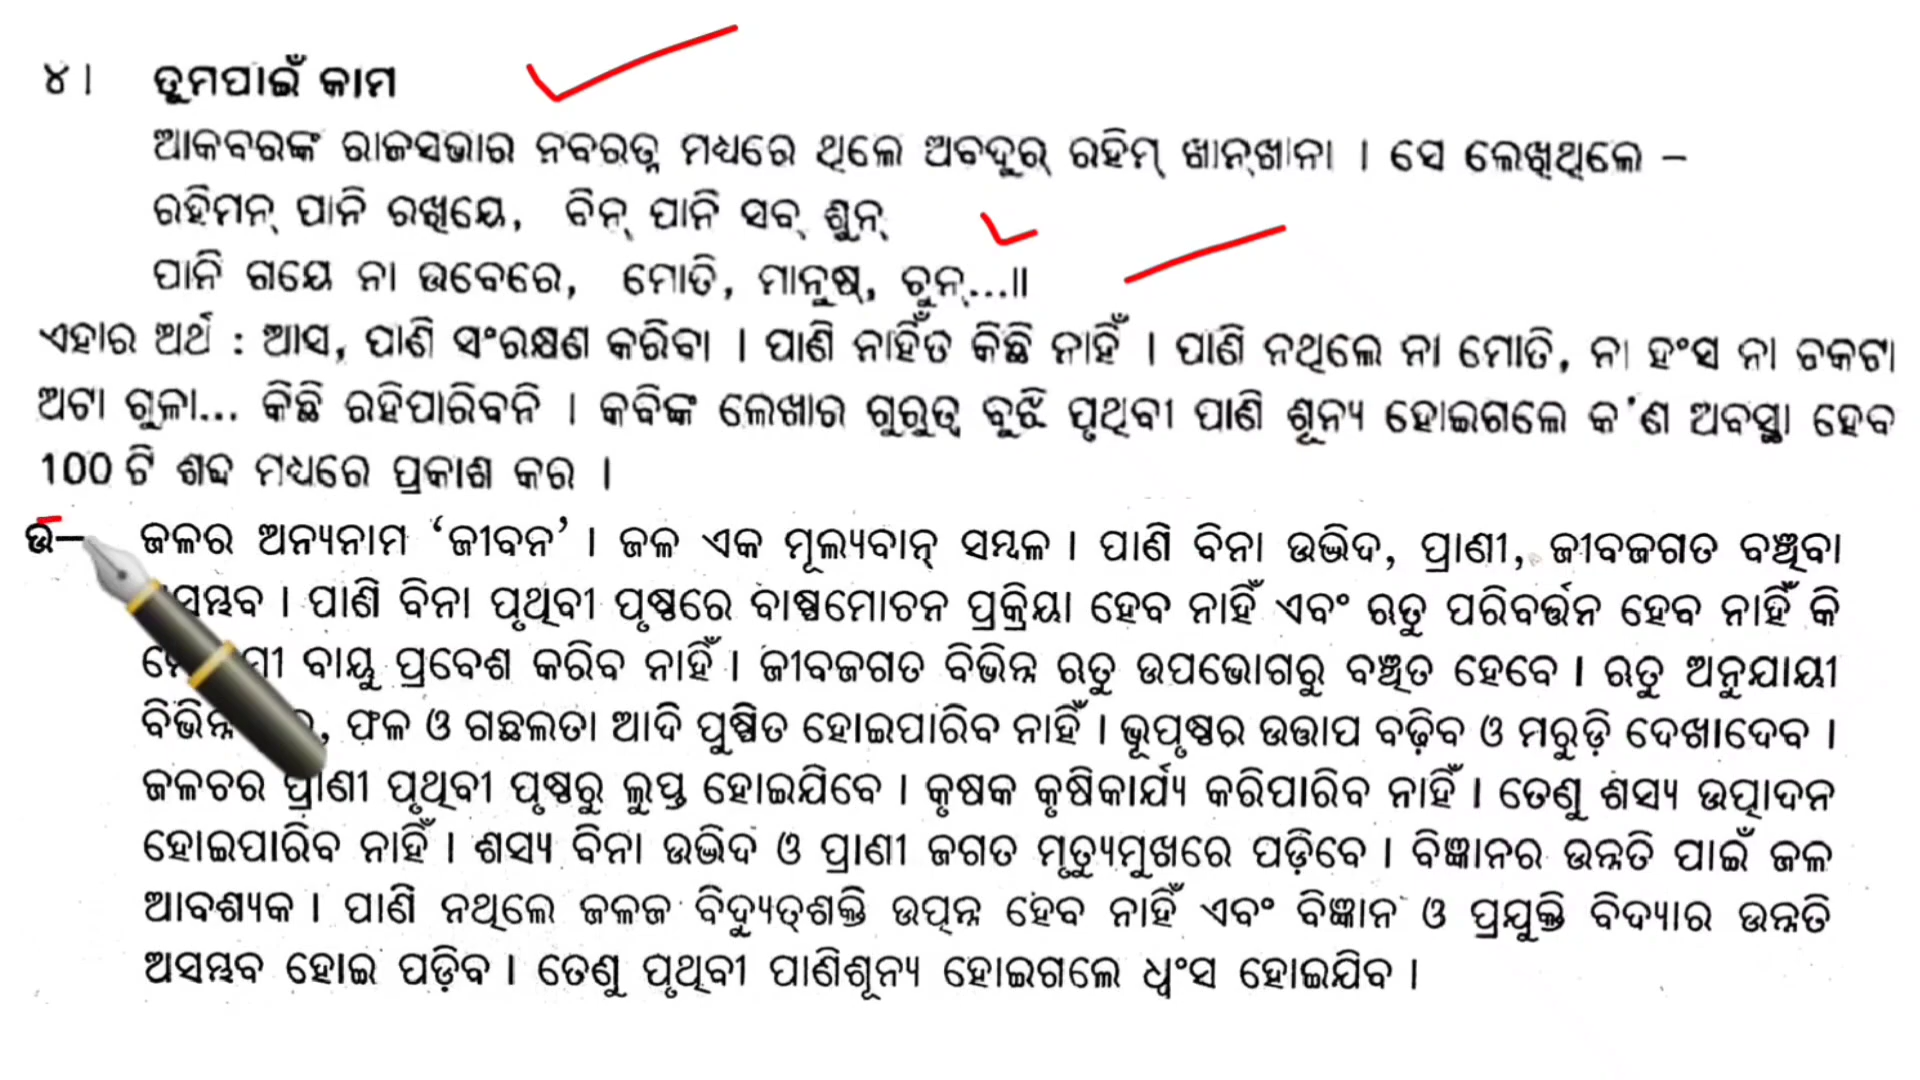 ୪। ତୁମପାଇଁ କାମ
ଆକବରଙ୍କ ରାଜସଭାର ନବରତ୍ନ ମଧ୍ୟରେ ଥିଲେ ଅବଦୁର୍ ରହିମ୍ ଖାନ୍‌ଖାନା । ସେ ଲେଖିଥିଲେ –
ରହିମନ୍ ପାନି ରଖିୟେ, ବିନ୍ ପାନି ସବ୍ ଶୁନ୍
ପାନି ଗୟେ ନା ଉବେରେ, ମୋତି, ମାନୁଷ୍, ଚୁନ୍...॥
ଏହାର ଅର୍ଥ : ଆସ, ପାଣି ସଂରକ୍ଷଣ କରିବା । ପାଣି ନାହିଁତ କିଛି ନାହିଁ । ପାଣି ନଥିଲେ ନା ମୋତି, ନା ହଂସ ନା ଚକଟା
ଅଟା ଗୁଳା... କିଛି ରହିପାରିବନି । କବିଙ୍କ ଲେଖାର ଗୁରୁତ୍ୱ ବୁଝି ପୃଥିବୀ ପାଣି ଶୂନ୍ୟ ହୋଇଗଲେ କ'ଣ ଅବସ୍ଥା ହେବ
100 ଟି ଶବ୍ଦ ମଧ୍ୟରେ ପ୍ରକାଶ କର ।
ଉ– ଜଳର ଅନ୍ୟନାମ ‘ଜୀବନ’ । ଜଳ ଏକ ମୂଲ୍ୟବାନ୍ ସମ୍ବଳ । ପାଣି ବିନା ଉଦ୍ଭିଦ, ପ୍ରାଣୀ, ଜୀବଜଗତ ବଞ୍ଚିବା
ଅସମ୍ଭବ । ପାଣି ବିନା ପୃଥିବୀ ପୃଷ୍ଠରେ ବାଷ୍ପମୋଚନ ପ୍ରକ୍ରିୟା ହେବ ନାହିଁ ଏବଂ ଋତୁ ପରିବର୍ତ୍ତନ ହେବ ନାହିଁ କି
ବାୟୁ ପ୍ରବେଶ କରିବ ନାହିଁ । ଜୀବଜଗତ ବିଭିନ୍ନ ଋତୁ ଉପଭୋଗରୁ ବଞ୍ଚିତ ହେବେ । ଋତୁ ଅନୁଯାୟୀ
ବିଭିନ୍ନ ଫଳ ଓ ଗଛଲତା ଆଦି ପୁଷ୍ପିତ ହୋଇପାରିବ ନାହିଁ । ଭୂପୃଷ୍ଠର ଉତ୍ତାପ ବଢ଼ିବ ଓ ମରୁଡ଼ି ଦେଖାଦେବ ।
ଜଳଚର ପ୍ରାଣୀ ପୃଥିବୀ ପୃଷ୍ଠରୁ ଲୁପ୍ତ ହୋଇଯିବେ । କୃଷକ କୃଷିକାର୍ଯ୍ୟ କରିପାରିବ ନାହିଁ । ତେଣୁ ଶସ୍ୟ ଉତ୍ପାଦନ
ହୋଇପାରିବ ନାହିଁ । ଶସ୍ୟ ବିନା ଉଦ୍ଭିଦ ଓ ପ୍ରାଣୀ ଜଗତ ମୃତ୍ୟୁମୁଖରେ ପଡ଼ିବେ । ବିଜ୍ଞାନର ଉନ୍ନତି ପାଇଁ ଜଳ
ଆବଶ୍ୟକ । ପାଣି ନଥିଲେ ଜଳଜ ବିଦ୍ୟୁତ୍‌ଶକ୍ତି ଉତ୍ପନ୍ନ ହେବ ନାହିଁ ଏବଂ ବିଜ୍ଞାନ ଓ ପ୍ରଯୁକ୍ତି ବିଦ୍ୟାର ଉନ୍ନତି
ଅସମ୍ଭବ ହୋଇ ପଡ଼ିବ । ତେଣୁ ପୃଥିବୀ ପାଣିଶୂନ୍ୟ ହୋଇଗଲେ ଧ୍ୱଂସ ହୋଇଯିବ ।